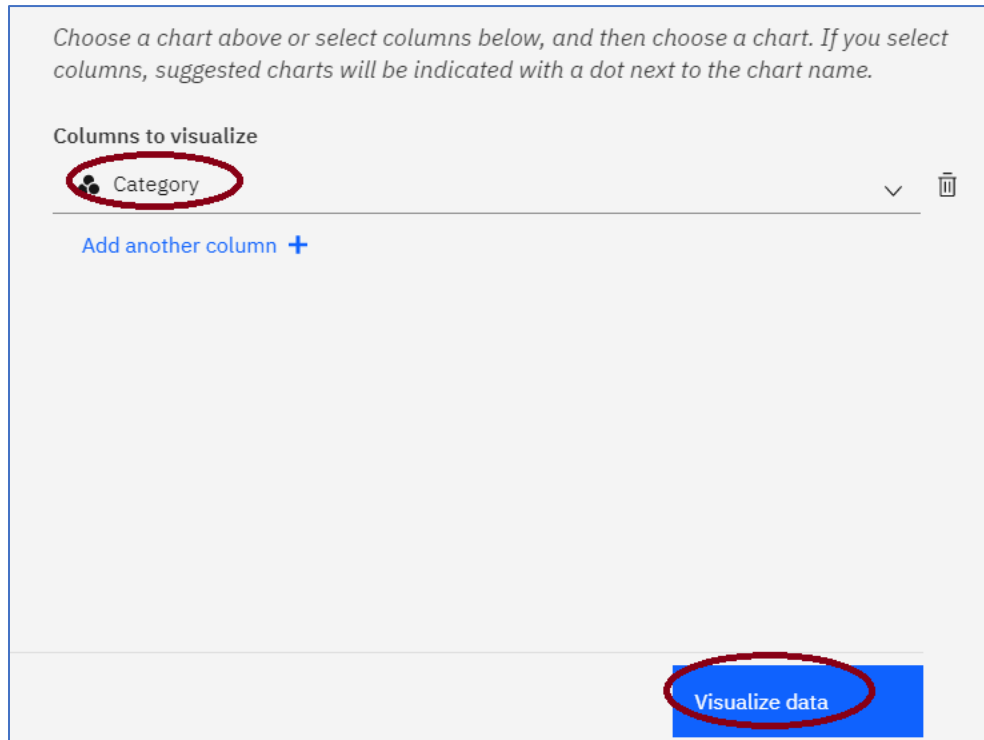 Choose a chart above or select columns below, and then choose a chart. If you select
columns, suggested charts will be indicated with a dot next to the chart name.
Columns to visualize
Category
Add another column +
Visualize data